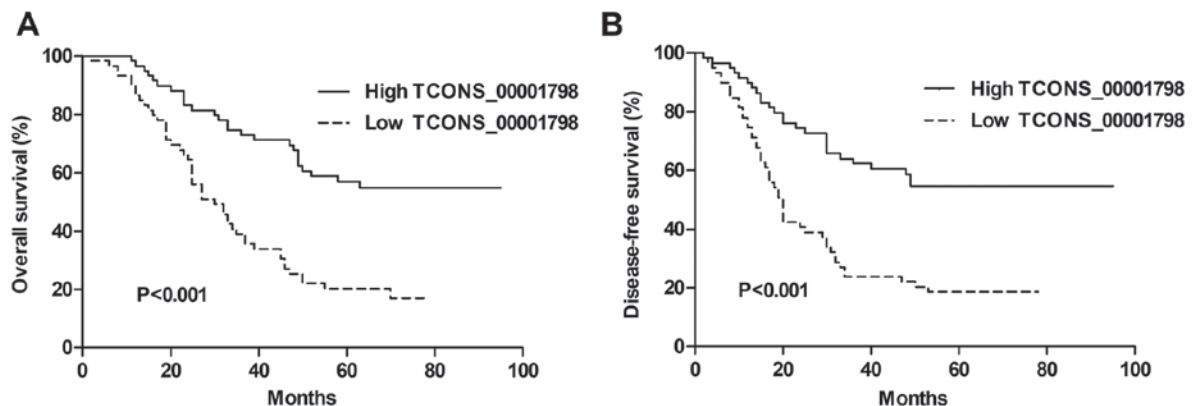 A
Overall survival (%)
100
80
60
40
20
0
High TCONS_00001798
Low TCONS_00001798
P<0.001
0 20 40 60 80 100
Months
B
Disease-free survival (%)
100
80
60
40
20
0
High TCONS_00001798
Low TCONS_00001798
P<0.001
0 20 40 60 80 100
Months